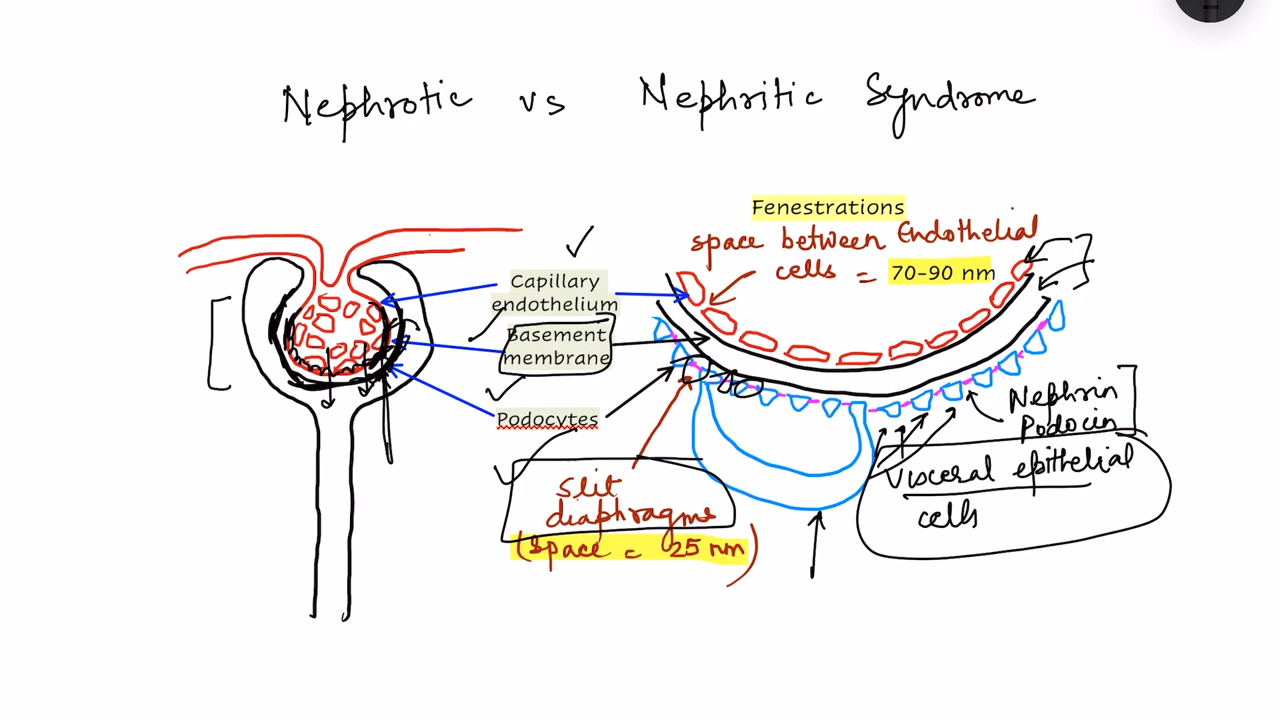 Nephrotic vs Nephritic Syndrome
Fenestrations
space between Endothelial
cells = 70-90 nm
Capillary
endothelium
Basement
membrane
Podocytes
Nephrin
Podocin
Visceral epithelial
cells
Slit
diaphragms
(space = 25 nm)